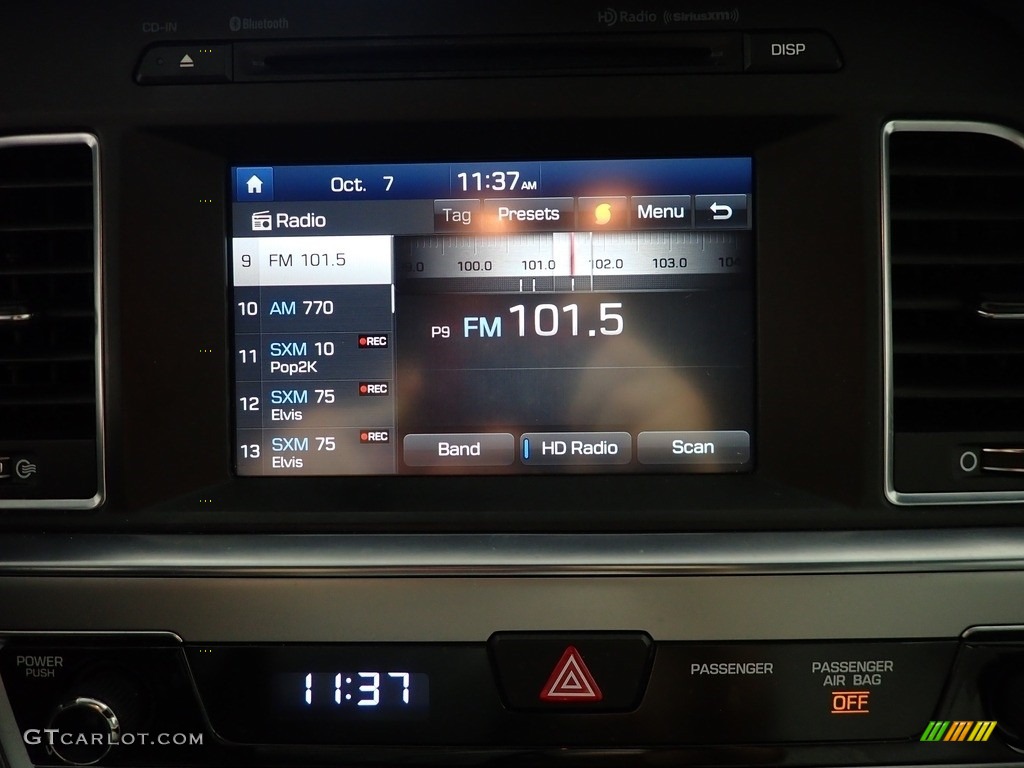 CD-IN Bluetooth HD Radio SiriusXM
DISP
Oct. 7 11:37 AM
Radio Tag Presets Menu
9 FM 101.5
100.0 101.0 102.0 103.0 104
10 AM 770
P9 FM 101.5
11 SXM 10 REC
Pop2K
12 SXM 75 REC
Elvis
13 SXM 75 REC
Elvis
Band HD Radio Scan
POWER
PUSH
11:37
PASSENGER
PASSENGER
AIR BAG
OFF
GTCARLOT.COM